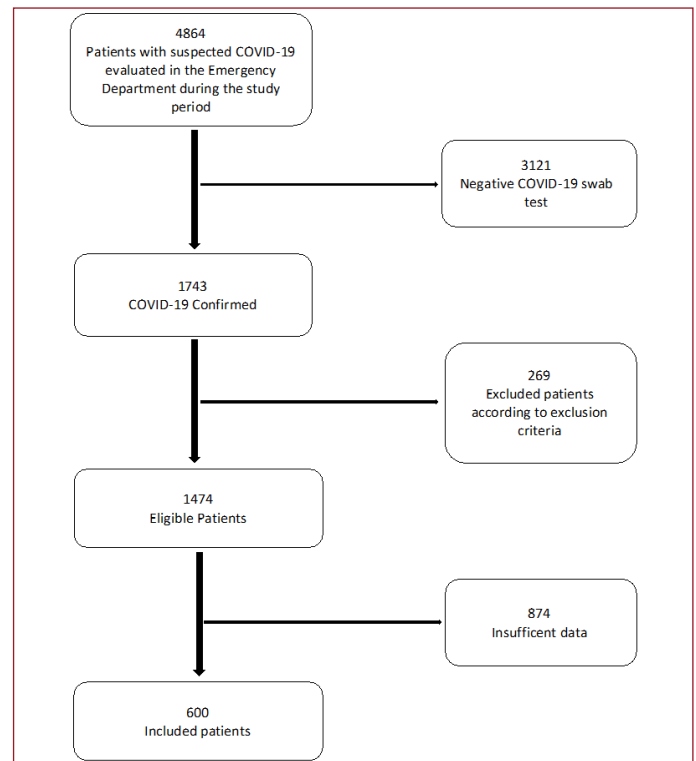 4864
Patients with suspected COVID-19
evaluated in the Emergency
Department during the study
period
3121
Negative COVID-19 swab
test
1743
COVID-19 Confirmed
269
Excluded patients
according to exclusion
criteria
1474
Eligible Patients
874
Insufficent data
600
Included patients